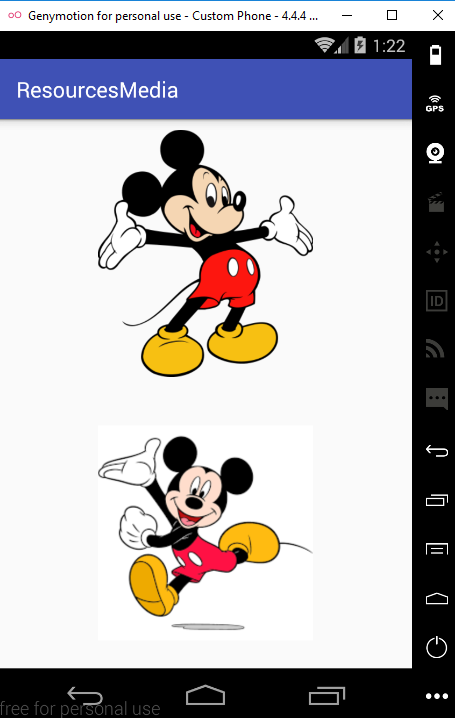 Genymotion for personal use - Custom Phone - 4.4.4 ...
1:22
ResourcesMedia
GPS
ID
free for personal use